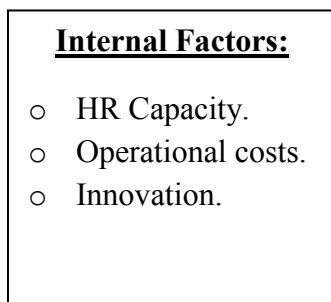 Internal Factors:
o HR Capacity.
o Operational costs.
o Innovation.